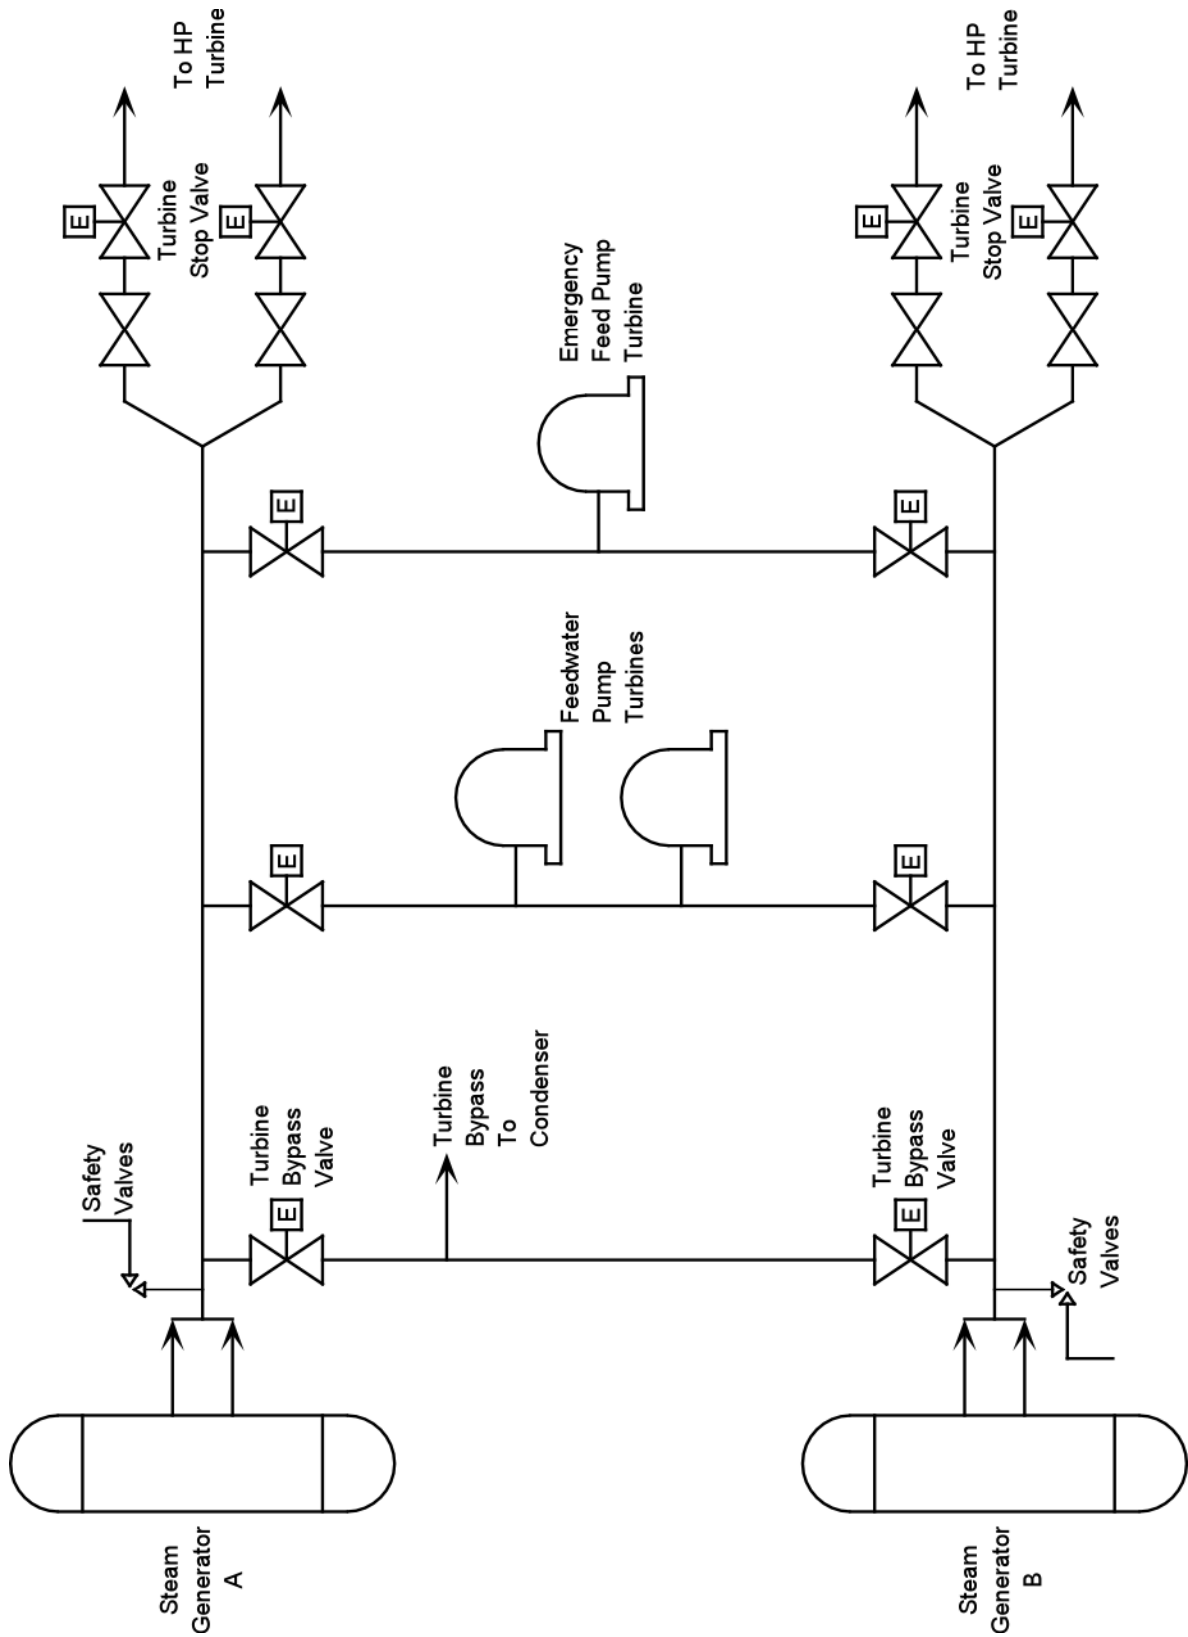 Safety
Valves
E
Steam
Generator
A
Turbine
Stop Valve
To HP
Turbine
E
Turbine
Bypass
Valve
E
E
E
Turbine
Bypass
To
Condenser
Feedwater
Pump
Turbines
Emergency
Feed Pump
Turbine
E
Turbine
Bypass
Valve
E
E
E
Steam
Generator
B
Turbine
Stop Valve
To HP
Turbine
E
Safety
Valves